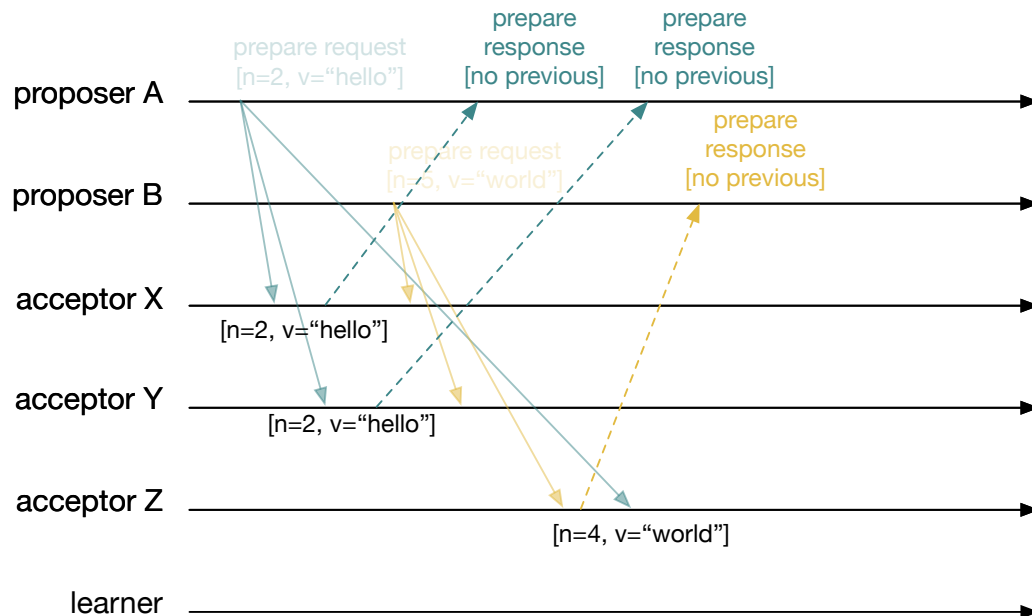 prepare request
[n=2, v=“hello”]
prepare
response
[no previous]
prepare
response
[no previous]
proposer A
prepare request
[n=5, v=“world”]
prepare
response
[no previous]
proposer B
acceptor X
[n=2, v=“hello”]
acceptor Y
[n=2, v=“hello”]
acceptor Z
[n=4, v=“world”]
learner